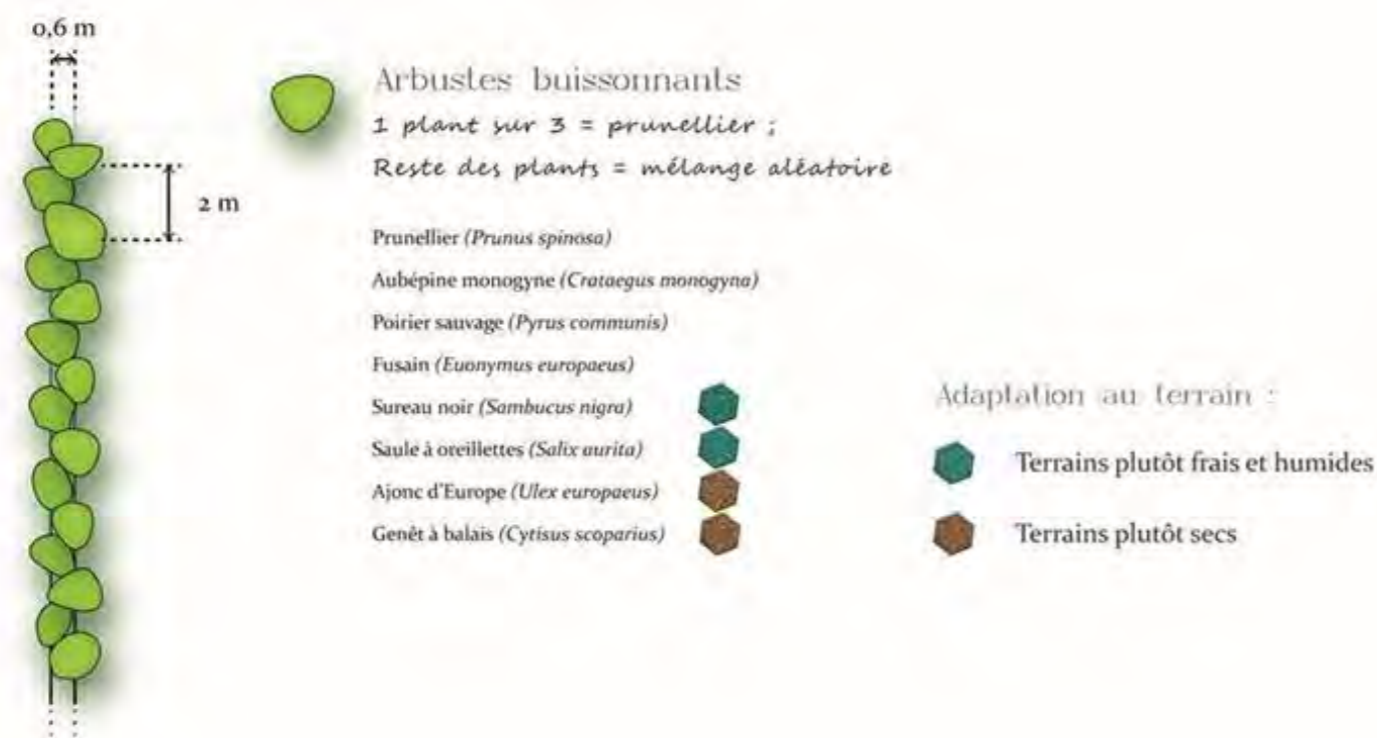 0,6 m
2 m
Arbustes buissonnants
1 plant sur 3 = prunellier ;
Reste des plants = mélange aléatoire
Prunellier (Prunus spinosa)
Aubépine monogyne (Crataegus monogyna)
Poirier sauvage (Pyrus communis)
Fusain (Euonymus europaeus)
Sureau noir (Sambucus nigra)
Saule à oreillettes (Salix aurita)
Ajonc d'Europe (Ulex europaeus)
Genêt à balais (Cytisus scoparius)
Adaptation au terrain :
Terrains plutôt frais et humides
Terrains plutôt secs